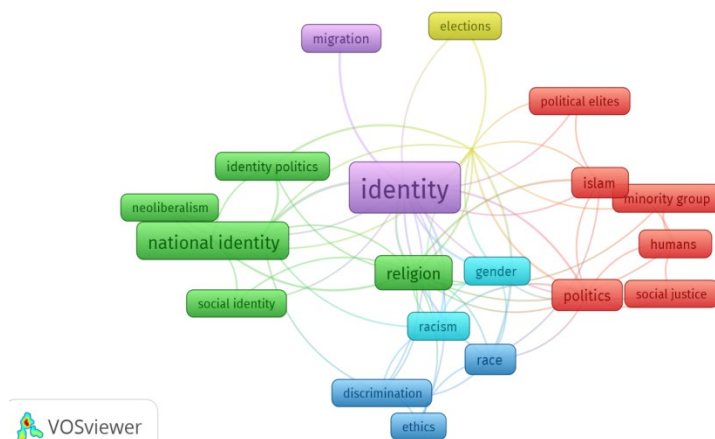 elections
migration
political elites
identity politics
identity
islam
neoliberalism
minority group
national identity
humans
religion
gender
social identity
politics
social justice
racism
race
discrimination
ethics
VOSviewer